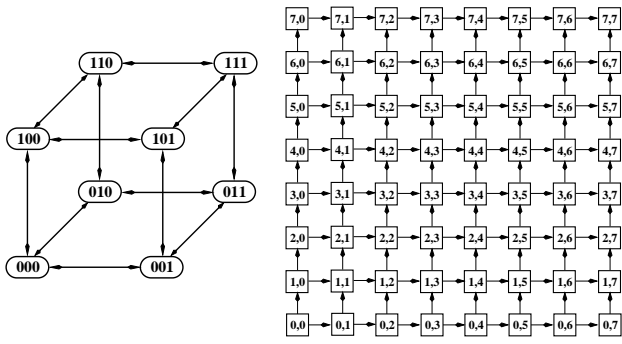 110 111
100 101
010 011
000 001
7,0 7,1 7,2 7,3 7,4 7,5 7,6 7,7
6,0 6,1 6,2 6,3 6,4 6,5 6,6 6,7
5,0 5,1 5,2 5,3 5,4 5,5 5,6 5,7
4,0 4,1 4,2 4,3 4,4 4,5 4,6 4,7
3,0 3,1 3,2 3,3 3,4 3,5 3,6 3,7
2,0 2,1 2,2 2,3 2,4 2,5 2,6 2,7
1,0 1,1 1,2 1,3 1,4 1,5 1,6 1,7
0,0 0,1 0,2 0,3 0,4 0,5 0,6 0,7